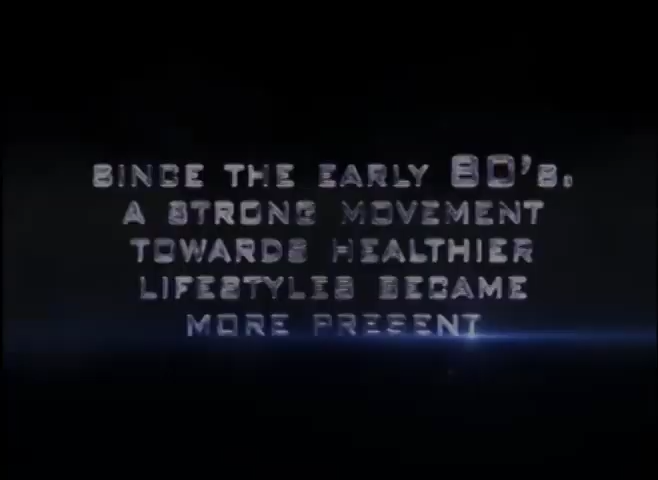 SINCE THE EARLY 80's,
A STRONG MOVEMENT
TOWARDS HEALTHIER
LIFESTYLES BECAME
MORE PRESENT